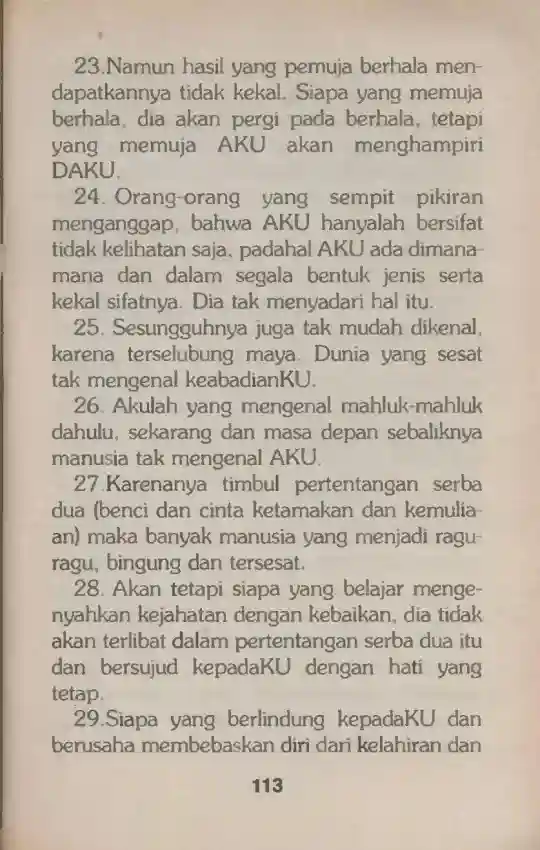 23.Namun hasil yang pemuja berhala men-
dapatkannya tidak kekal. Siapa yang memuja
berhala, dia akan pergi pada berhala, tetapi
yang memuja AKU akan menghampiri
DAKU.
24. Orang-orang yang sempit pikiran
menganggap, bahwa AKU hanyalah bersifat
tidak kelihatan saja, padahal AKU ada dimana-
mana dan dalam segala bentuk jenis serta
kekal sifatnya. Dia tak menyadari hal itu.
25. Sesungguhnya juga tak mudah dikenal,
karena terselubung maya. Dunia yang sesat
tak mengenal keabadianKU.
26. Akulah yang mengenal mahluk-mahluk
dahulu, sekarang dan masa depan sebaliknya
manusia tak mengenal AKU.
27.Karenanya timbul pertentangan serba
dua (benci dan cinta ketamakan dan kemulia-
an) maka banyak manusia yang menjadi ragu-
ragu, bingung dan tersesat.
28. Akan tetapi siapa yang belajar menge-
nyahkan kejahatan dengan kebaikan, dia tidak
akan terlibat dalam pertentangan serba dua itu
dan bersujud kepadaKU dengan hati yang
tetap.
29.Siapa yang berlindung kepadaKU dan
berusaha membebaskan diri dari kelahiran dan
113